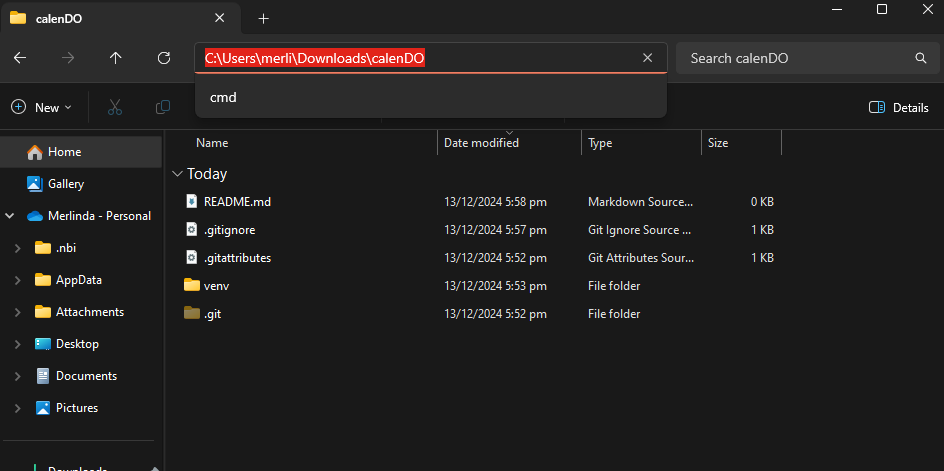 calenDO
C:\Users\merli\Downloads\calenDO
Search calenDO
cmd
New
Details
Name Date modified Type Size
Home
Gallery
Merlinda - Personal
.nbi
AppData
Attachments
Desktop
Documents
Pictures
Downloads
Today
README.md 13/12/2024 5:58 pm Markdown Source... 0 KB
.gitignore 13/12/2024 5:57 pm Git Ignore Source ... 1 KB
.gitattributes 13/12/2024 5:52 pm Git Attributes Sour... 1 KB
venv 13/12/2024 5:53 pm File folder
.git 13/12/2024 5:52 pm File folder